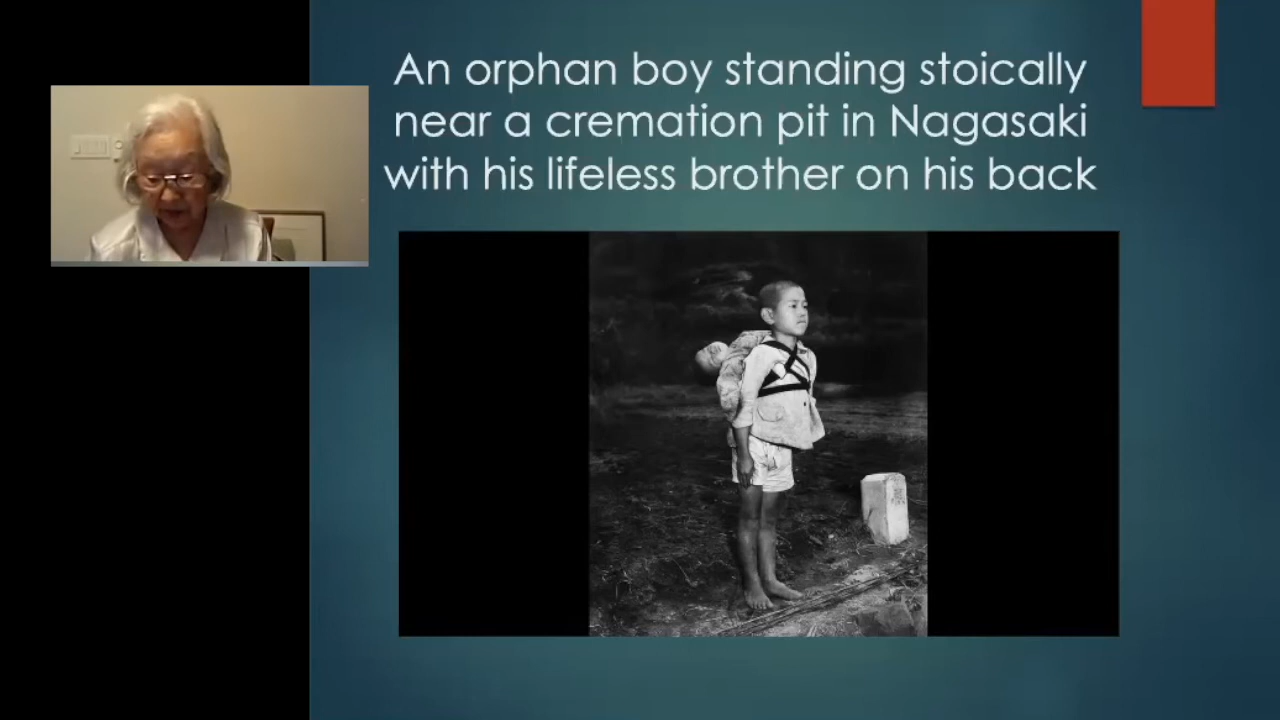 An orphan boy standing stoically
near a cremation pit in Nagasaki
with his lifeless brother on his back